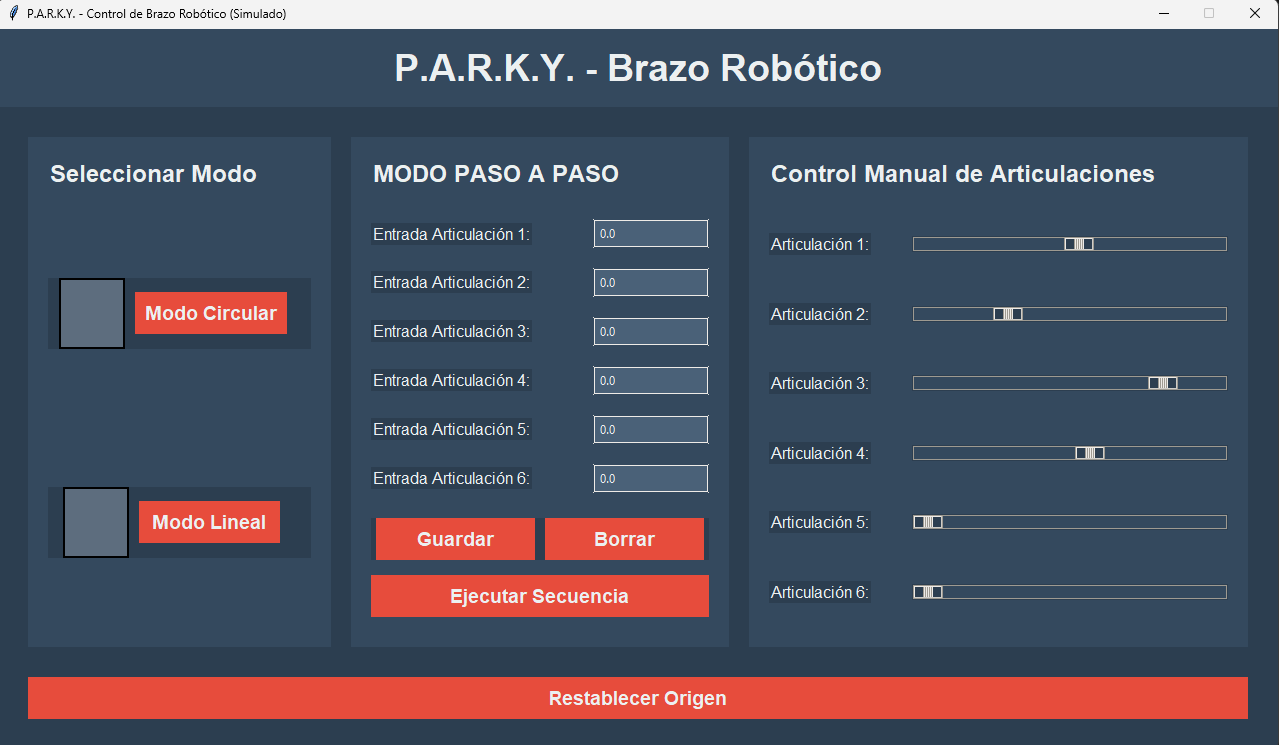 P.A.R.K.Y. - Control de Brazo Robótico (Simulado)
P.A.R.K.Y. - Brazo Robótico
Seleccionar Modo
Modo Circular
Modo Lineal
MODO PASO A PASO
Entrada Articulación 1: 0.0
Entrada Articulación 2: 0.0
Entrada Articulación 3: 0.0
Entrada Articulación 4: 0.0
Entrada Articulación 5: 0.0
Entrada Articulación 6: 0.0
Guardar Borrar
Ejecutar Secuencia
Control Manual de Articulaciones
Articulación 1:
Articulación 2:
Articulación 3:
Articulación 4:
Articulación 5:
Articulación 6:
Restablecer Origen